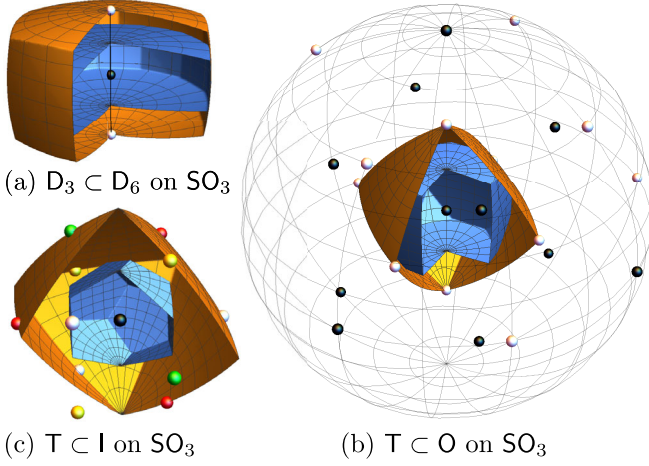 (a) D₃ ⊂ D₆ on SO₃
(c) T ⊂ I on SO₃
(b) T ⊂ O on SO₃